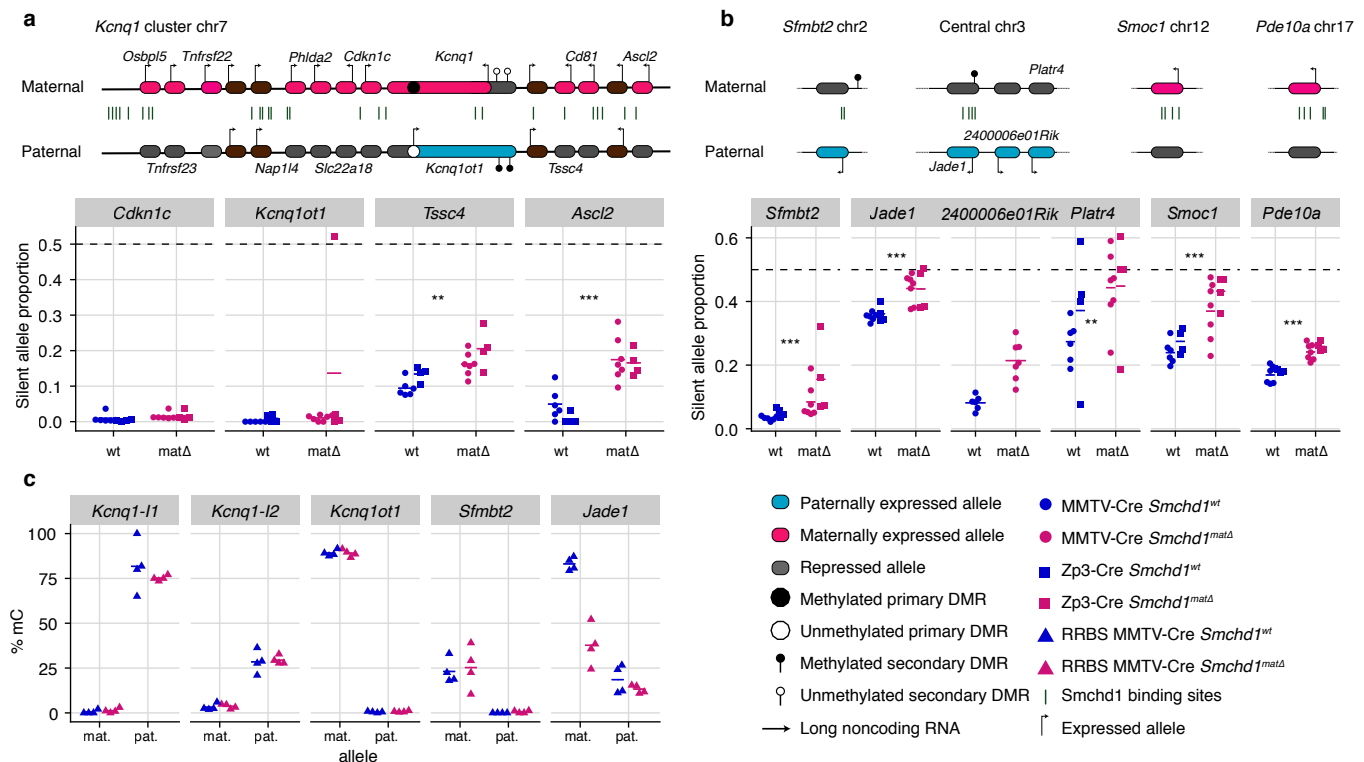 a
Kcnq1 cluster chr7
Osbpl5 Tnfrsf22 Phlda2 Cdkn1c Kcnq1 Cd81 Ascl2
Maternal
Paternal
Tnfrsf23 Nap1l4 Slc22a18 Kcnq1ot1 Tssc4
Cdkn1c Kcnq1ot1 Tssc4 Ascl2
Silent allele proportion
0.5
0.4
0.3
0.2
0.1
0.0
** ***
wt matΔ wt matΔ wt matΔ wt matΔ
b
Sfmbt2 chr2 Central chr3 Smoc1 chr12 Pde10a chr17
Platr4
Maternal
2400006e01Rik
Paternal
Jade1
Sfmbt2 Jade1 2400006e01Rik Platr4 Smoc1 Pde10a
Silent allele proportion
0.6
0.4
0.2
0.0
*** *** ** *** ***
wt matΔ wt matΔ wt matΔ wt matΔ wt matΔ wt matΔ
c
Kcnq1-I1 Kcnq1-I2 Kcnq1ot1 Sfmbt2 Jade1
% mC
100
75
50
25
0
mat. pat. mat. pat. mat. pat. mat. pat. mat. pat.
allele
Paternally expressed allele
Maternally expressed allele
Repressed allele
Methylated primary DMR
Unmethylated primary DMR
Methylated secondary DMR
Unmethylated secondary DMR
Long noncoding RNA
MMTV-Cre Smchd1wt
MMTV-Cre Smchd1matΔ
Zp3-Cre Smchd1wt
Zp3-Cre Smchd1matΔ
RRBS MMTV-Cre Smchd1wt
RRBS MMTV-Cre Smchd1matΔ
Smchd1 binding sites
Expressed allele